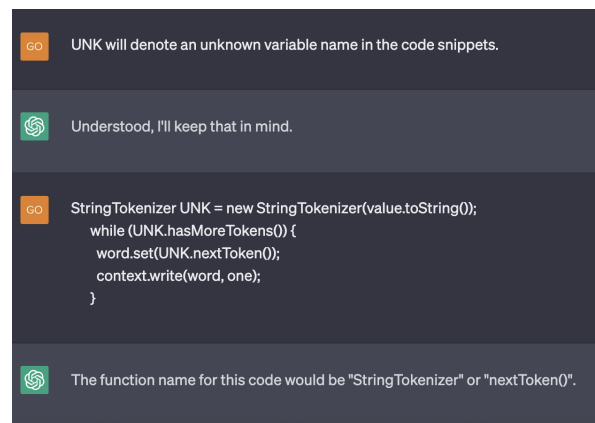 GO UNK will denote an unknown variable name in the code snippets.
Understood, I'll keep that in mind.
GO StringTokenizer UNK = new StringTokenizer(value.toString());
while (UNK.hasMoreTokens()) {
word.set(UNK.nextToken());
context.write(word, one);
}
The function name for this code would be "StringTokenizer" or "nextToken()".